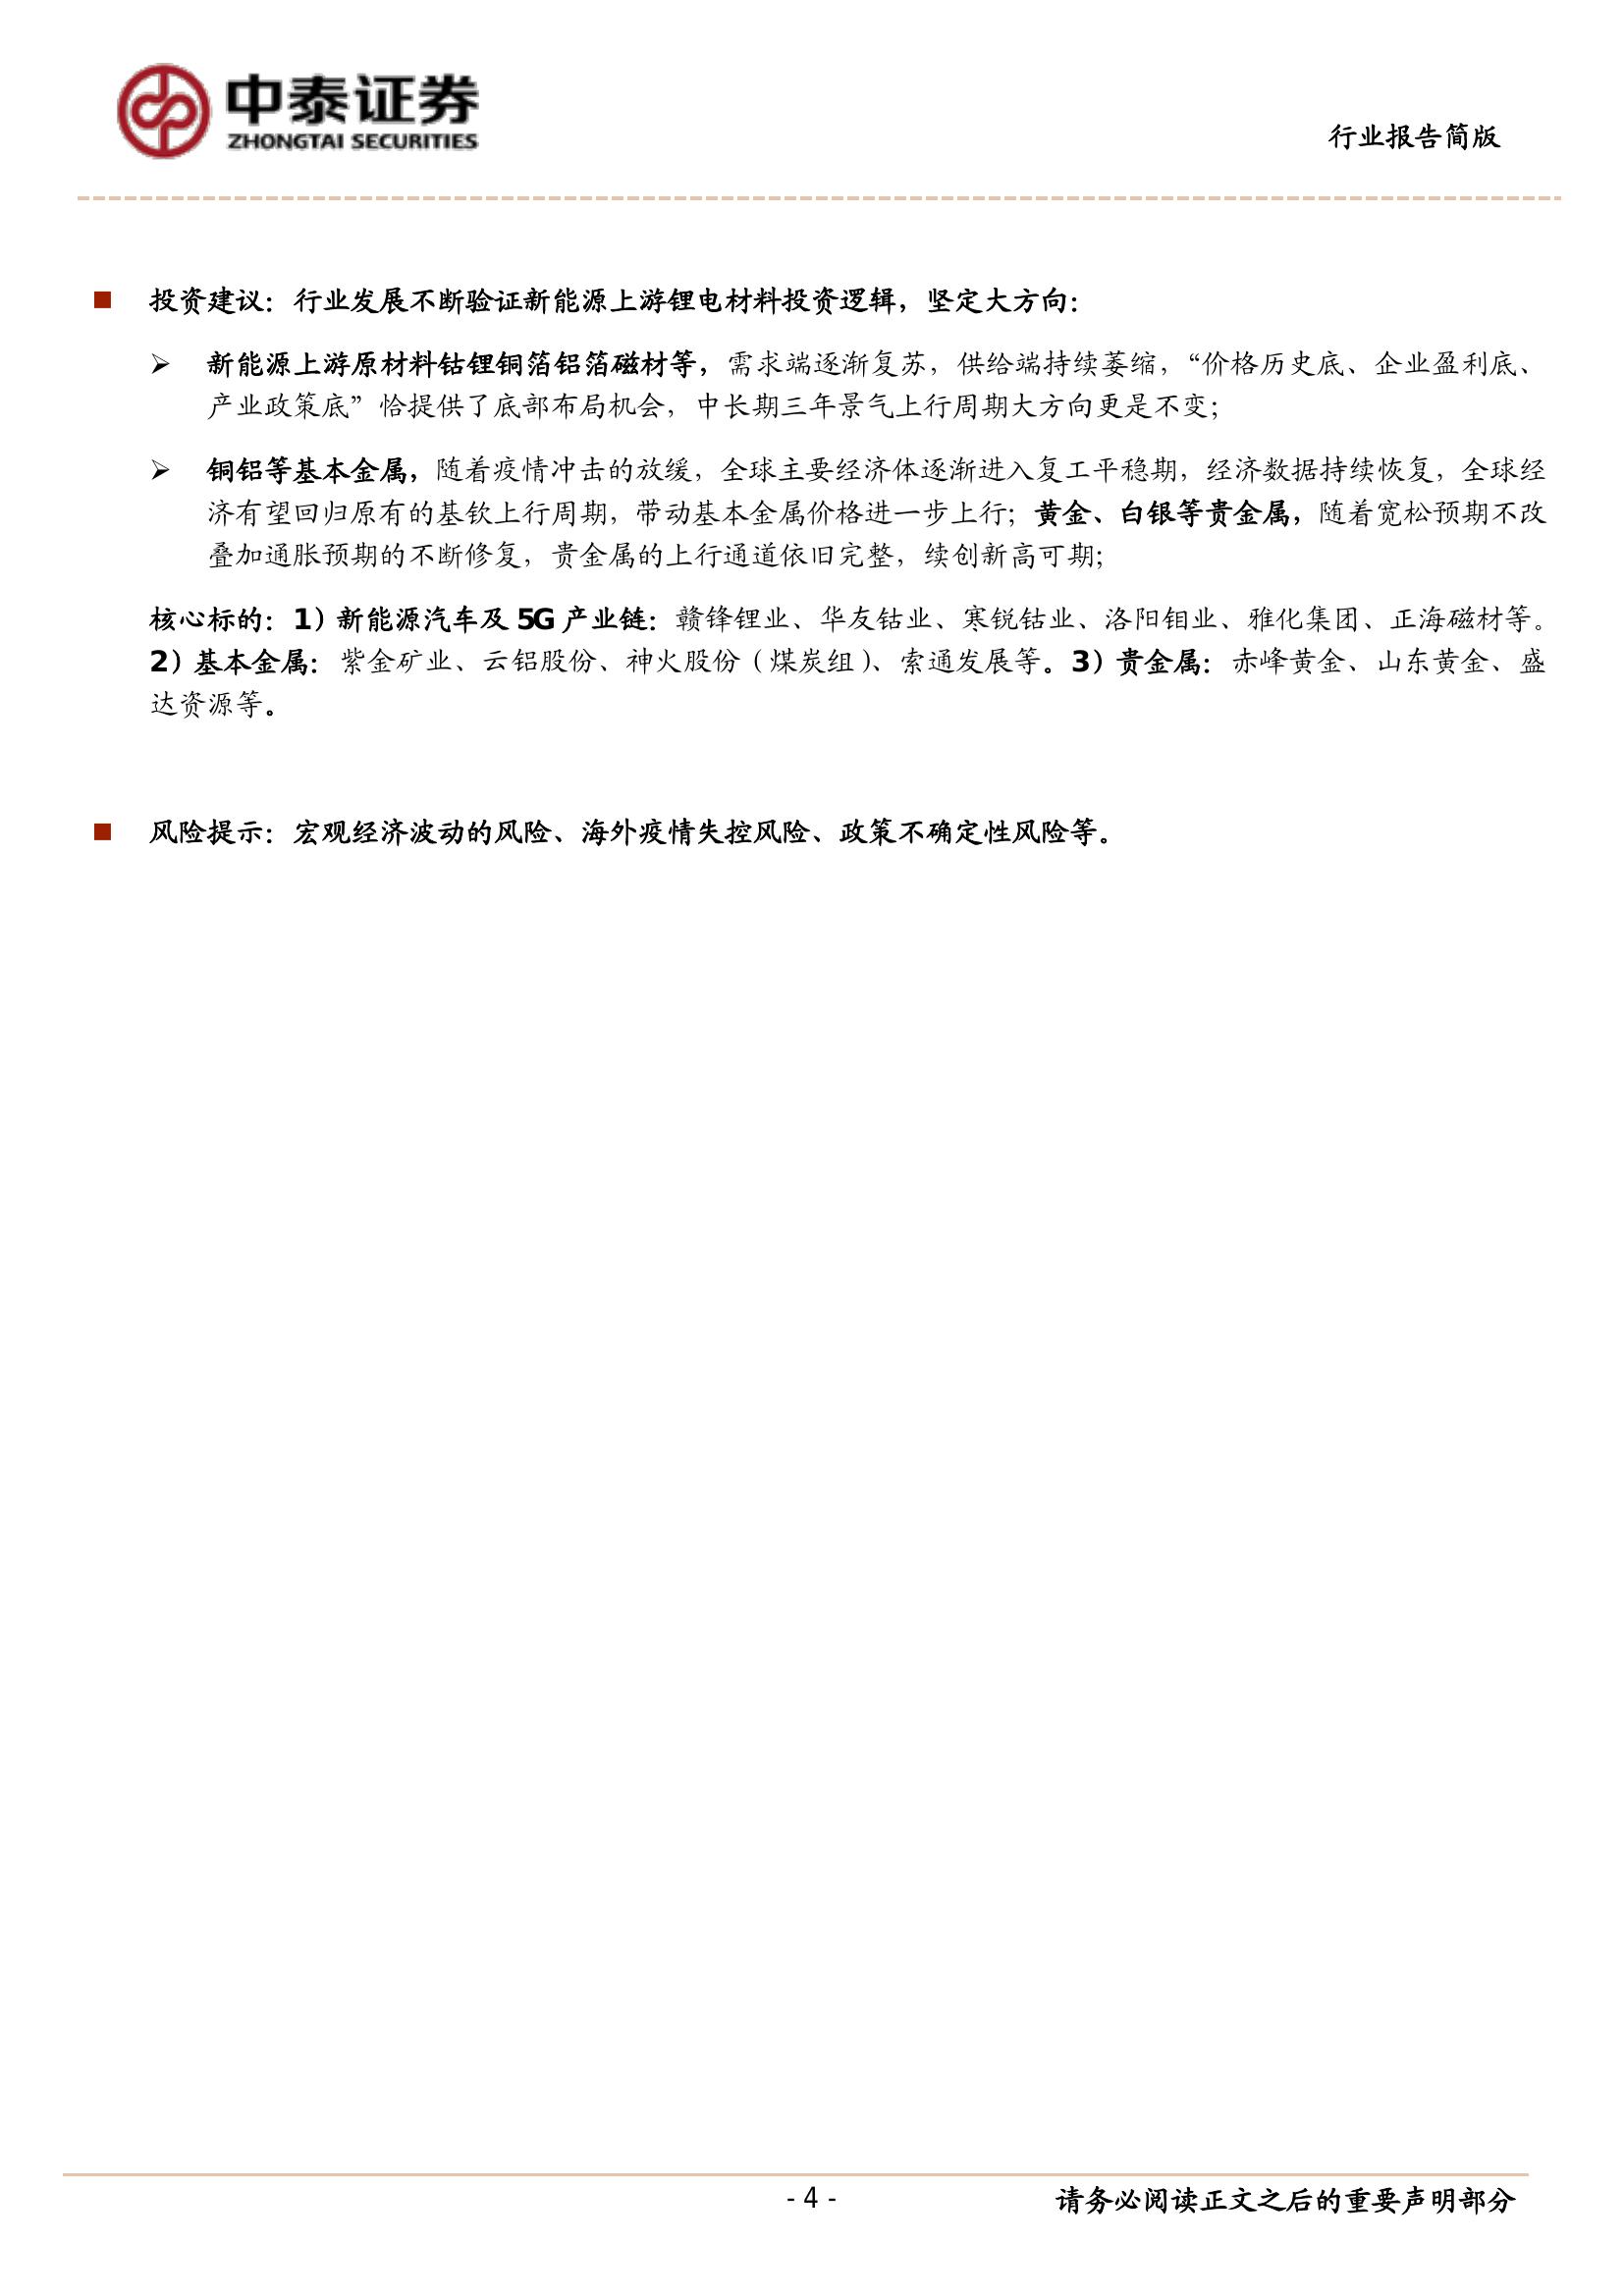 中泰证券
ZHONGTAI SECURITIES
行业报告简版
■ 投资建议：行业发展不断验证新能源上游锂电材料投资逻辑，坚定大方向：
➢ 新能源上游原材料钴锂铜箔铝箔磁材等，需求端逐渐复苏，供给端持续萎缩，“价格历史底、企业盈利底、
产业政策底”恰提供了底部布局机会，中长期三年景气上行周期大方向更是不变；
➢ 铜铝等基本金属，随着疫情冲击的放缓，全球主要经济体逐渐进入复工平稳期，经济数据持续恢复，全球经
济有望回归原有的基钦上行周期，带动基本金属价格进一步上行；黄金、白银等贵金属，随着宽松预期不改
叠加通胀预期的不断修复，贵金属的上行通道依旧完整，续创新高可期；
核心标的：1）新能源汽车及 5G 产业链：赣锋锂业、华友钴业、寒锐钴业、洛阳钼业、雅化集团、正海磁材等。
2）基本金属：紫金矿业、云铝股份、神火股份（煤炭组）、索通发展等。3）贵金属：赤峰黄金、山东黄金、盛
达资源等。
■ 风险提示：宏观经济波动的风险、海外疫情失控风险、政策不确定性风险等。
- 4 -
请务必阅读正文之后的重要声明部分